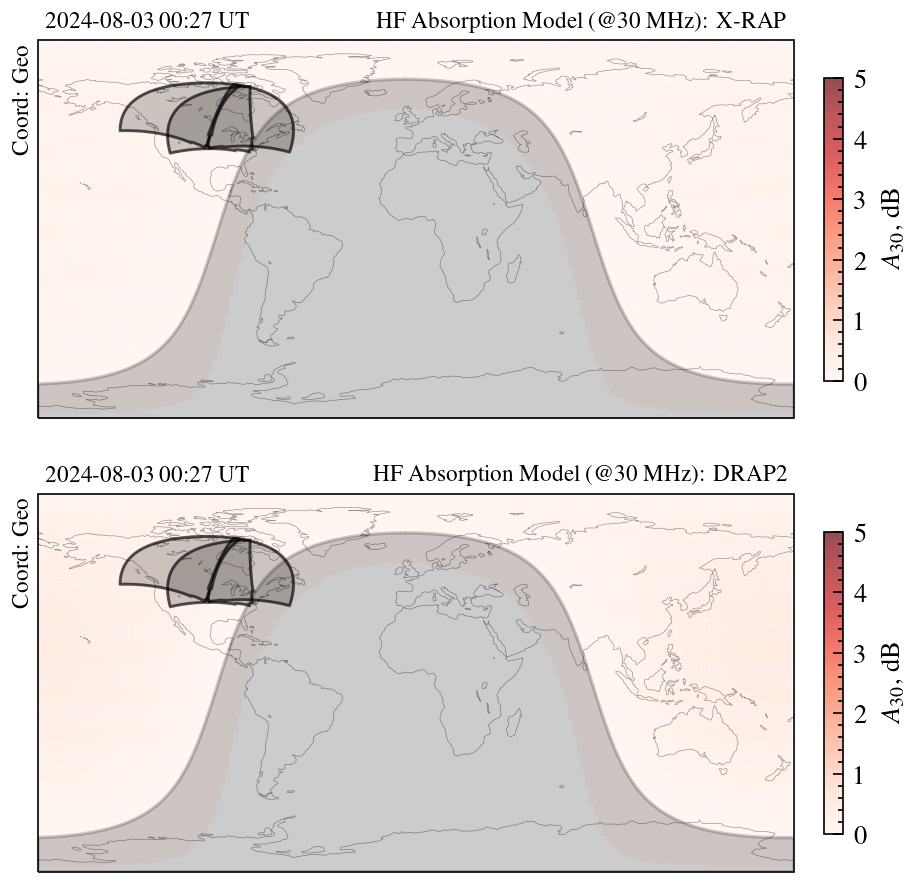 2024-08-03 00:27 UT
HF Absorption Model (@30 MHz): X-RAP
Coord: Geo
5
4
3
2
1
0
A30, dB
2024-08-03 00:27 UT
HF Absorption Model (@30 MHz): DRAP2
Coord: Geo
5
4
3
2
1
0
A30, dB